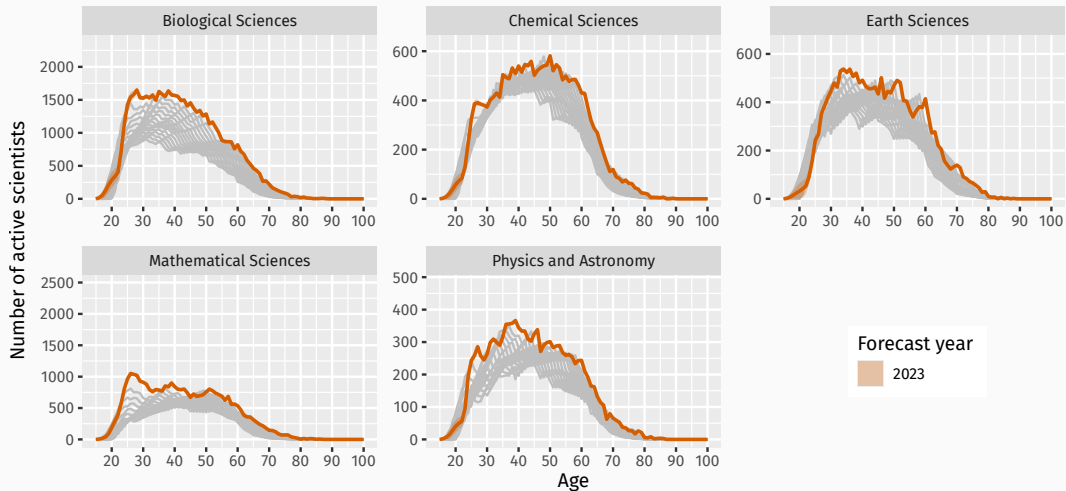 Biological Sciences
Chemical Sciences
Earth Sciences
2000
1500
1000
500
0
600
400
200
0
600
400
200
0
20 30 40 50 60 70 80 90 100
20 30 40 50 60 70 80 90 100
20 30 40 50 60 70 80 90 100
Number of active scientists
Mathematical Sciences
Physics and Astronomy
2500
2000
1500
1000
500
0
500
400
300
200
100
0
20 30 40 50 60 70 80 90 100
20 30 40 50 60 70 80 90 100
Age
Forecast year
2023